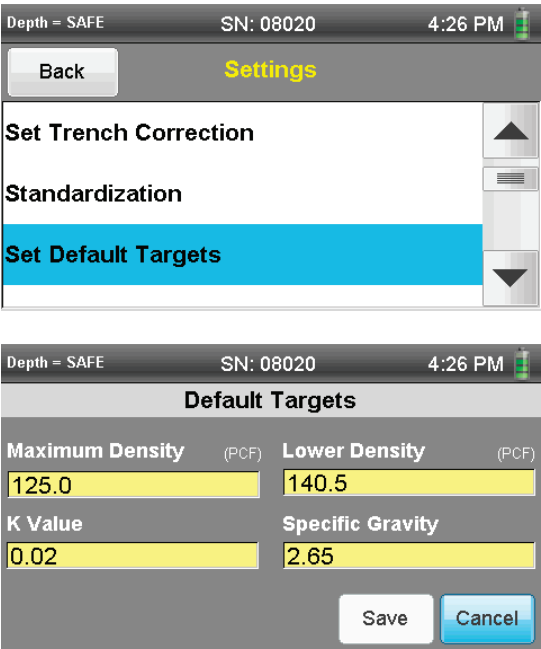 Depth = SAFE SN: 08020 4:26 PM
Back Settings
Set Trench Correction
Standardization
Set Default Targets
Depth = SAFE SN: 08020 4:26 PM
Default Targets
Maximum Density (PCF) Lower Density (PCF)
125.0 140.5
K Value Specific Gravity
0.02 2.65
Save Cancel